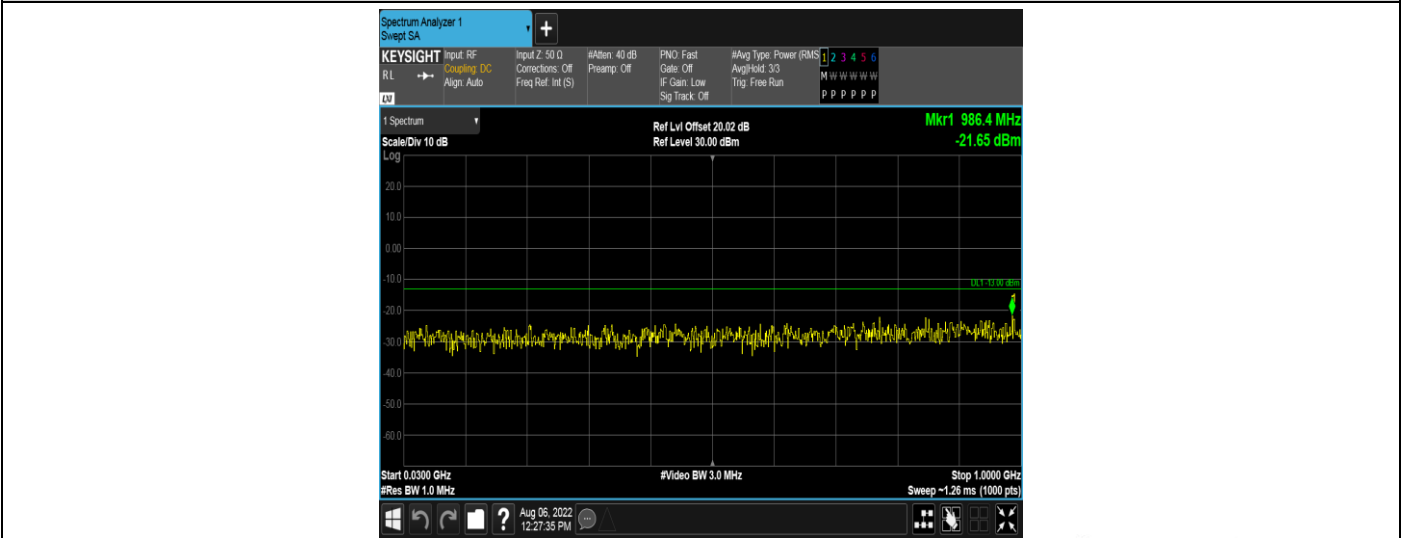 Spectrum Analyzer 1
Swept SA
+
KEYSIGHT
RL
LXI
Input: RF
Coupling: DC
Align: Auto
Input Z: 50 Ω
Corrections: Off
Freq Ref: Int (S)
#Atten: 40 dB
Preamp: Off
PNO: Fast
Gate: Off
IF Gain: Low
Sig Track: Off
#Avg Type: Power (RMS
Avg|Hold: 3/3
Trig: Free Run
1 2 3 4 5 6
M W W W W W
P P P P P P
1 Spectrum
Scale/Div 10 dB
Ref Lvl Offset 20.02 dB
Ref Level 30.00 dBm
Mkr1 986.4 MHz
-21.65 dBm
Log
20.0
10.0
0.00
-10.0
DL1 -13.00 dBm
-20.0
-30.0
-40.0
-50.0
-60.0
Start 0.0300 GHz
#Res BW 1.0 MHz
#Video BW 3.0 MHz
Stop 1.0000 GHz
Sweep ~1.26 ms (1000 pts)
?
Aug 06, 2022
12:27:35 PM